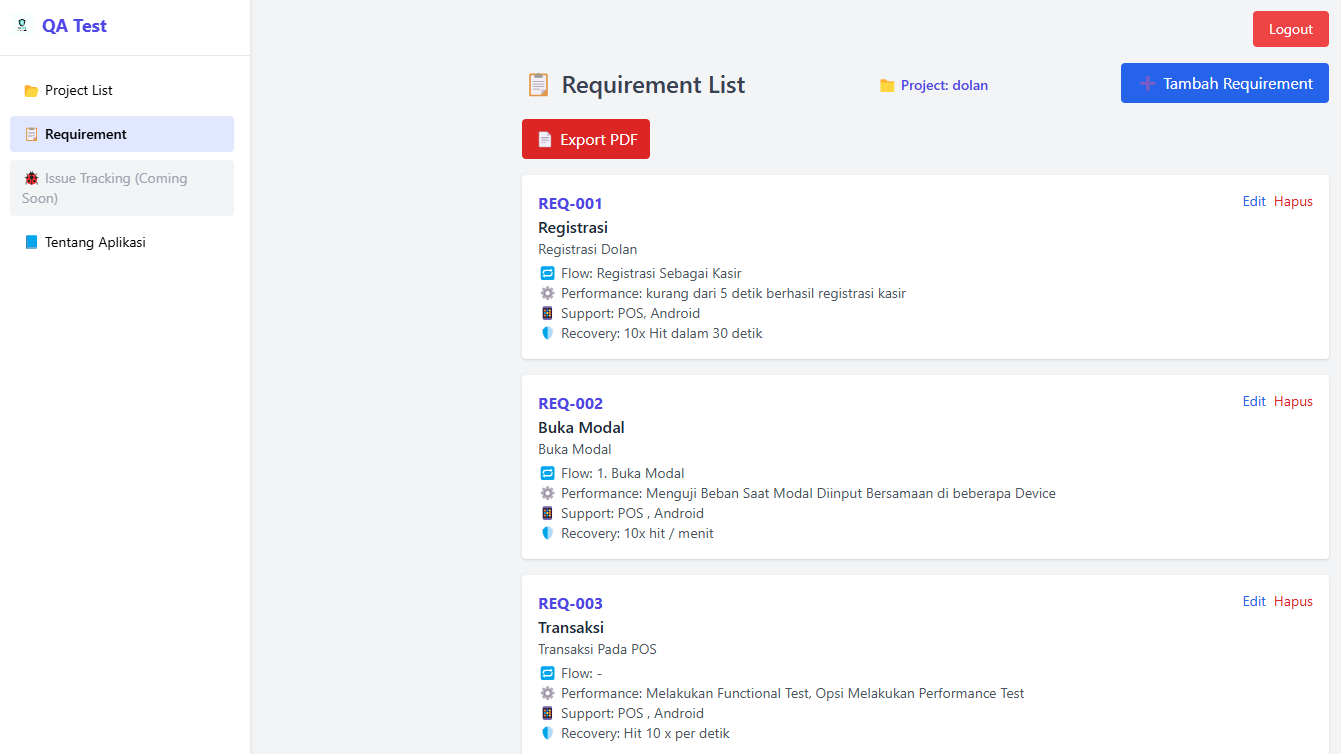 QA Test
Logout
Project List
Requirement
Issue Tracking (Coming
Soon)
Tentang Aplikasi
Requirement List
Project: dolan
Tambah Requirement
Export PDF
REQ-001
Edit Hapus
Registrasi
Registrasi Dolan
Flow: Registrasi Sebagai Kasir
Performance: kurang dari 5 detik berhasil registrasi kasir
Support: POS, Android
Recovery: 10x Hit dalam 30 detik
REQ-002
Edit Hapus
Buka Modal
Buka Modal
Flow: 1. Buka Modal
Performance: Menguji Beban Saat Modal Diinput Bersamaan di beberapa Device
Support: POS , Android
Recovery: 10x hit / menit
REQ-003
Edit Hapus
Transaksi
Transaksi Pada POS
Flow: -
Performance: Melakukan Functional Test, Opsi Melakukan Performance Test
Support: POS , Android
Recovery: Hit 10 x per detik